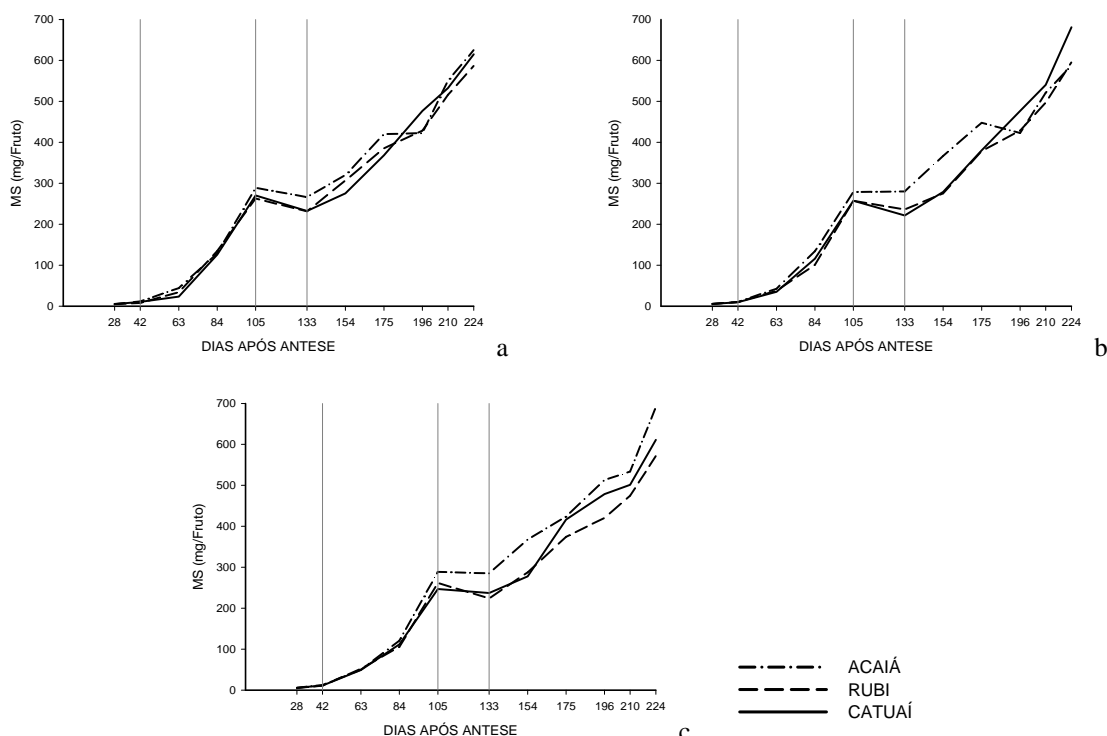 700
600
500
400
300
200
100
0
MS (mg/Fruto)
28 42 63 84 105 133 154 175 196 210 224
DIAS APÓS ANTESE
a
700
600
500
400
300
200
100
0
MS (mg/Fruto)
28 42 63 84 105 133 154 175 196 210 224
DIAS APÓS ANTESE
b
700
600
500
400
300
200
100
0
MS (mg/Fruto)
28 42 63 84 105 133 154 175 196 210 224
DIAS APÓS ANTESE
c
ACAIÁ
RUBI
CATUAÍ